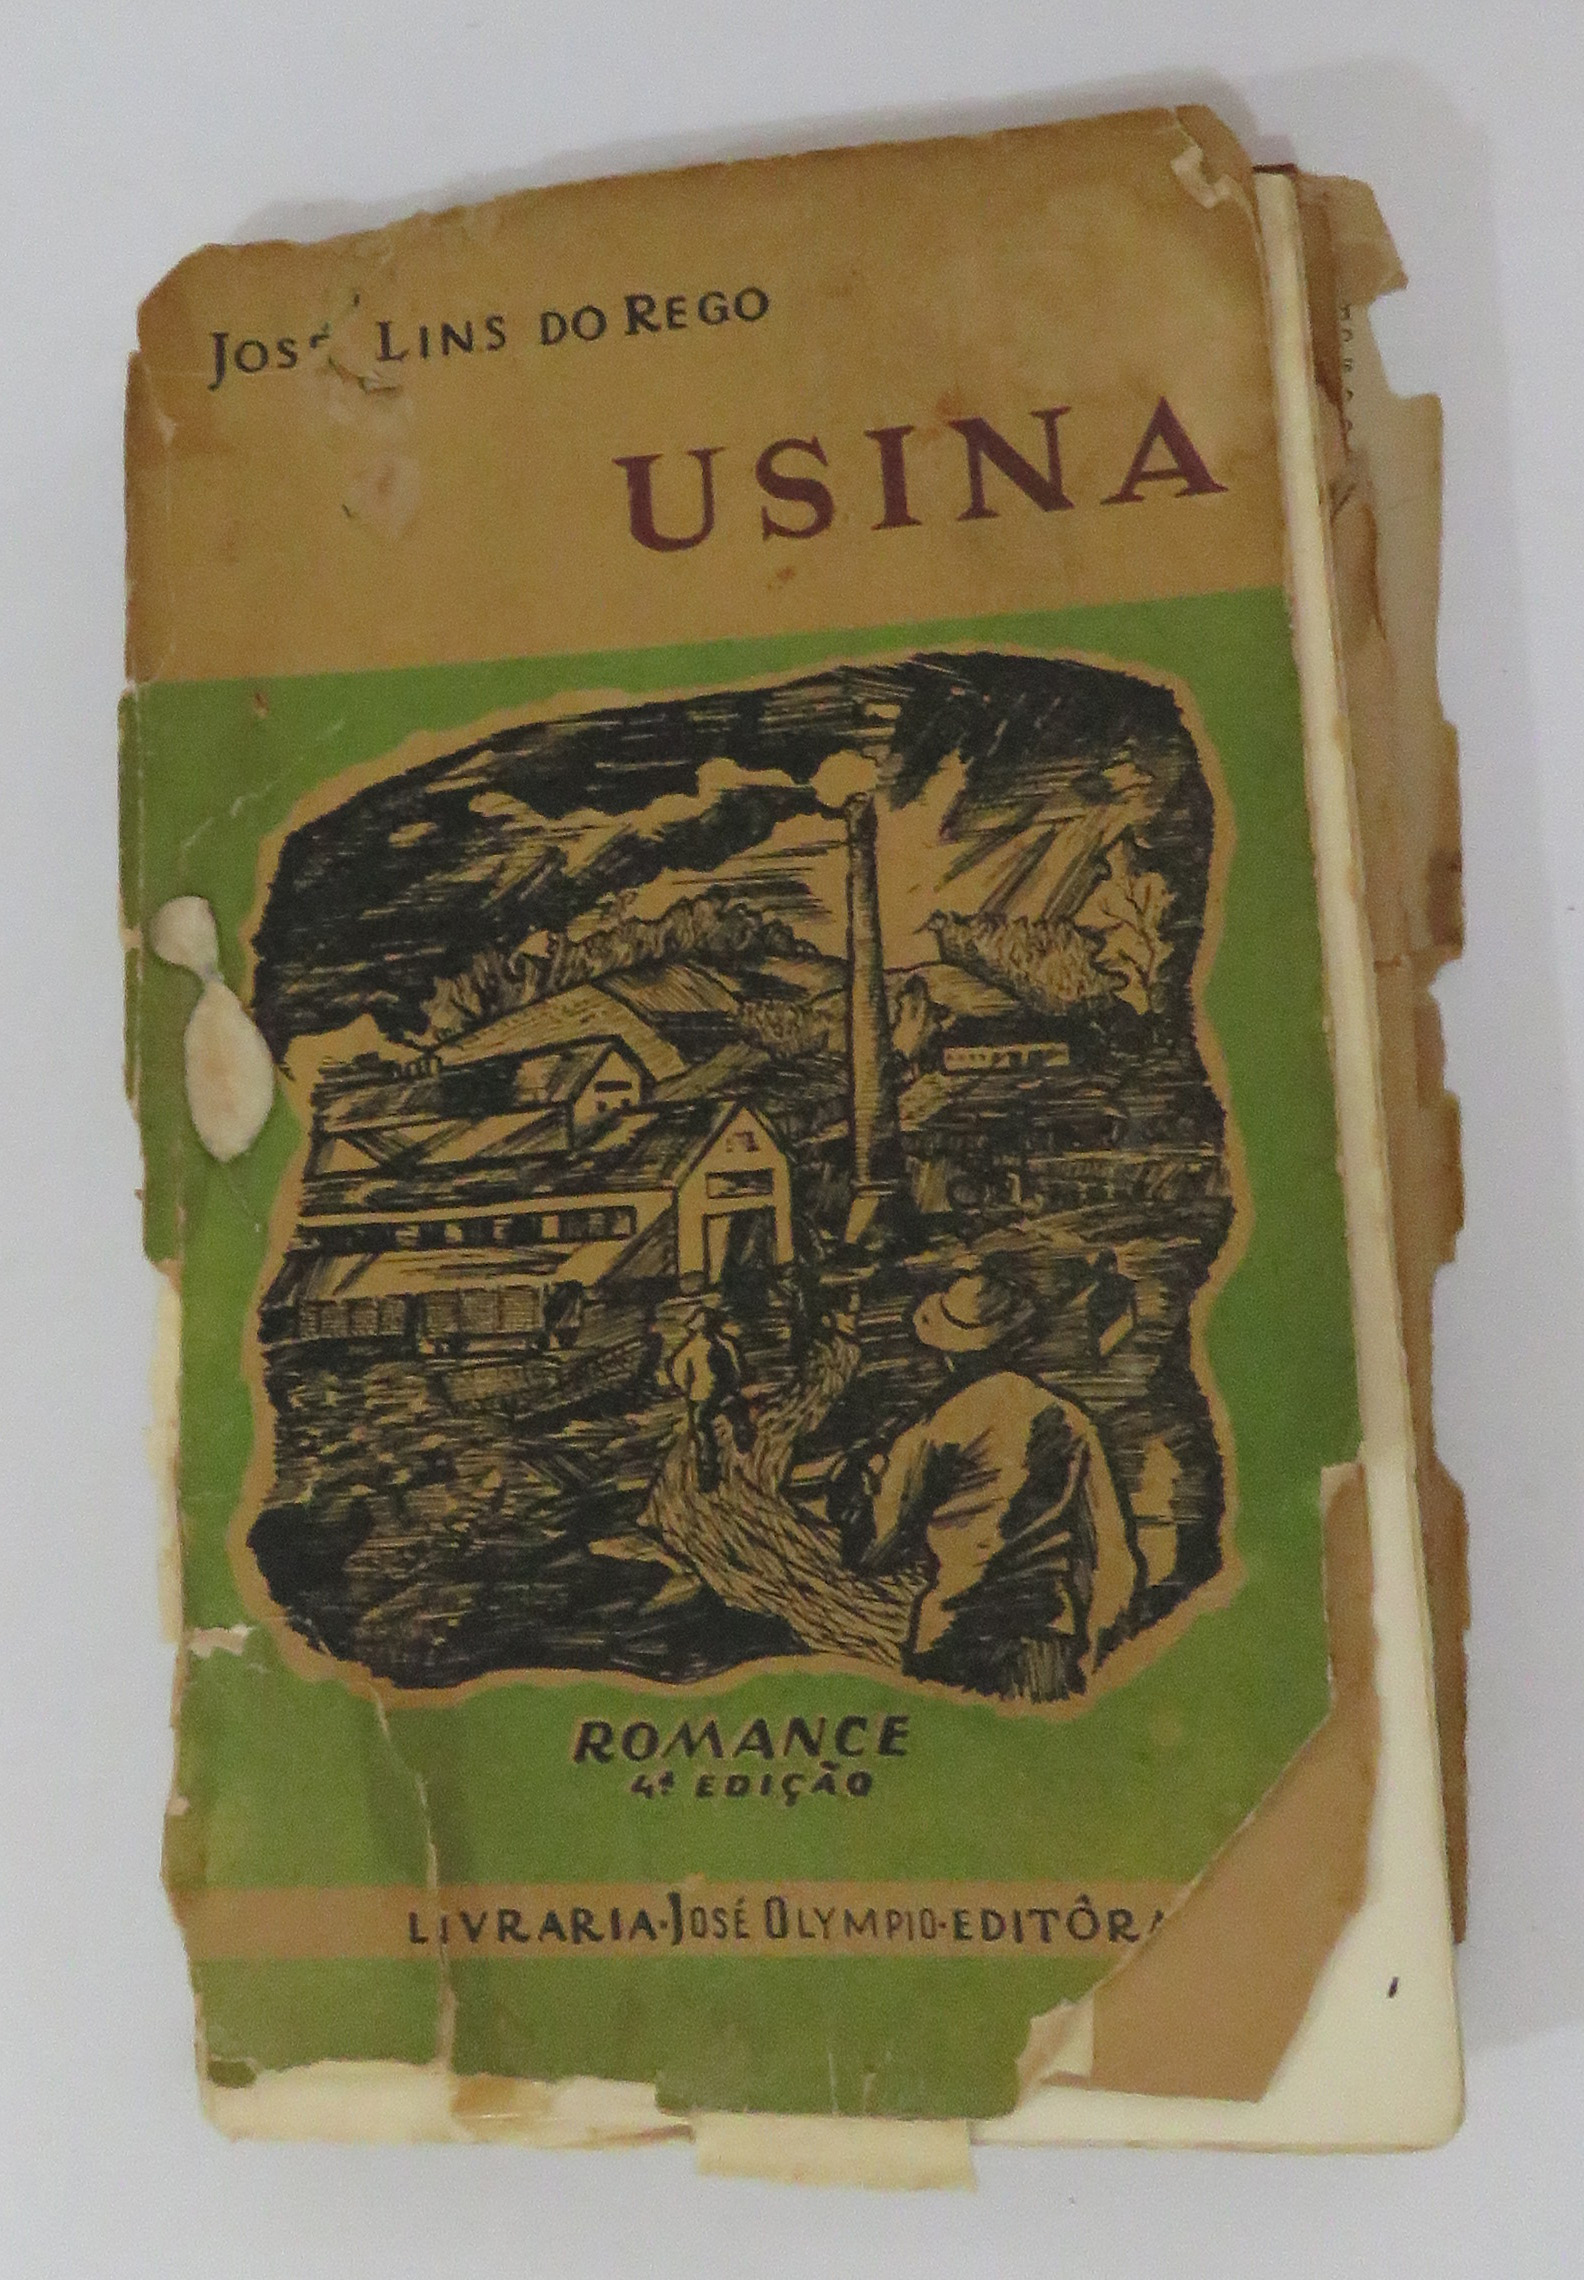 JOSÉ LINS DO REGO
USINA
ROMANCE
4ª EDIÇÃO
LIVRARIA·JOSÉ OLYMPIO·EDITÔRA